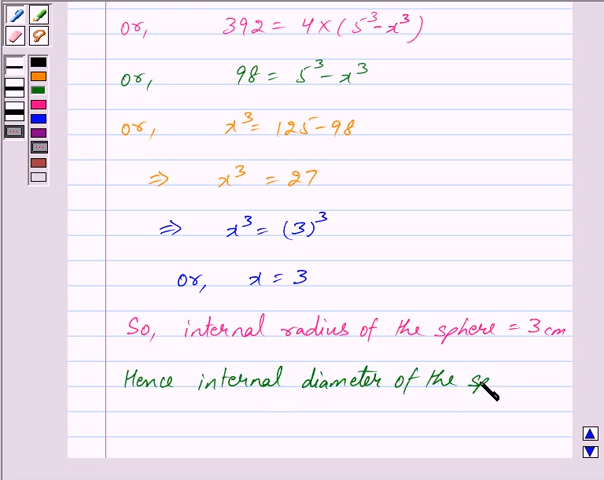 or, 392 = 4 × (5³ – x³)
or, 98 = 5³ – x³
or, x³ = 125 – 98
⇒ x³ = 27
⇒ x³ = (3)³
or, x = 3
So, internal radius of the sphere = 3 cm
Hence internal diameter of the sp